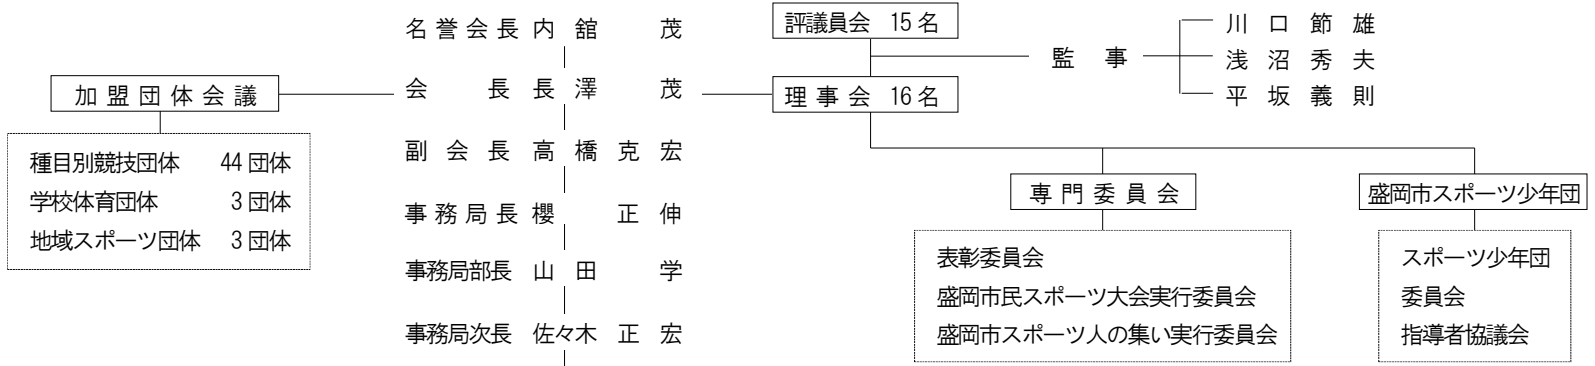 名誉会長 内舘 茂
会長 長澤 茂
副会長 高橋克宏
事務局長 櫻 正伸
事務局部長 山田 学
事務局次長 佐々木正宏
加盟団体会議
種目別競技団体 44団体
学校体育団体 3団体
地域スポーツ団体 3団体
評議員会 15名
理事会 16名
監事
川口節雄
浅沼秀夫
平坂義則
専門委員会
表彰委員会
盛岡市民スポーツ大会実行委員会
盛岡市スポーツ人の集い実行委員会
盛岡市スポーツ少年団
スポーツ少年団
委員会
指導者協議会